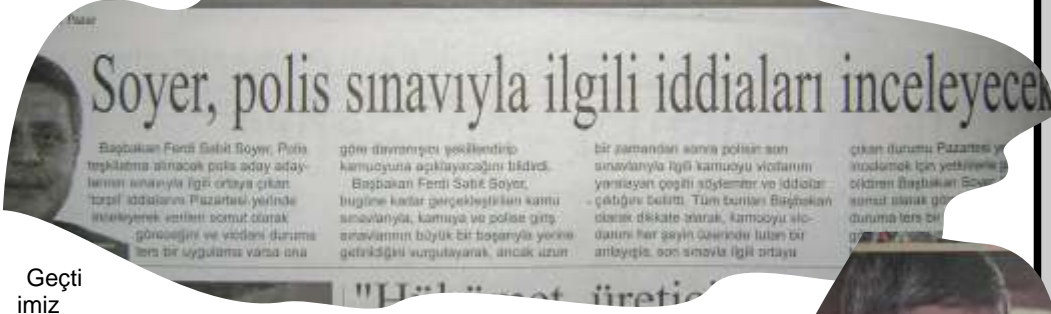 Pazar
Soyer, polis sınavıyla ilgili iddiaları inceleyecek
Başbakan Ferdi Sabit Soyer, Polis
teşkilatına alınacak polis aday aday-
larının sınavıyla ilgili ortaya çıkan
'torpil' iddialarını Pazartesi yerinde
inceleyerek verileri somut olarak
göreceğini ve vicdani duruma
ters bir uygulama varsa ona
göre davranışını şekillendirip
kamuoyuna açıklayacağını bildirdi.
Başbakan Ferdi Sabit Soyer,
bugüne kadar gerçekleştirilen kamu
sınavlarıyla, kamuya ve polise giriş
sınavlarının büyük bir başarıyla yerine
getirildiğini vurgulayarak, ancak uzun
bir zamandan sonra polisin son
sınavlarıyla ilgili kamuoyu vicdanını
yaralayan çeşitli söylemler ve iddialar
çıktığını belirtti. Tüm bunları Başbakan
olarak dikkate alarak, kamuoyu vic-
danını her şeyin üzerinde tutan bir
anlayışla, son sınavla ilgili ortaya
çıkan durumu Pazartesi
incelemek için
bildiren Başbakan Soyer
somut olarak
duruma ters bir
"Hükümet, üretici
Geçti
imiz